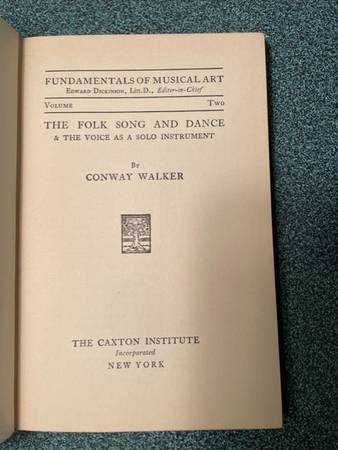 FUNDAMENTALS OF MUSICAL ART
EDWARD DICKINSON, LITT.D., Editor-in-Chief
VOLUME TWO
THE FOLK SONG AND DANCE
& THE VOICE AS A SOLO INSTRUMENT
BY
CONWAY WALKER
THE CAXTON INSTITUTE
Incorporated
NEW YORK